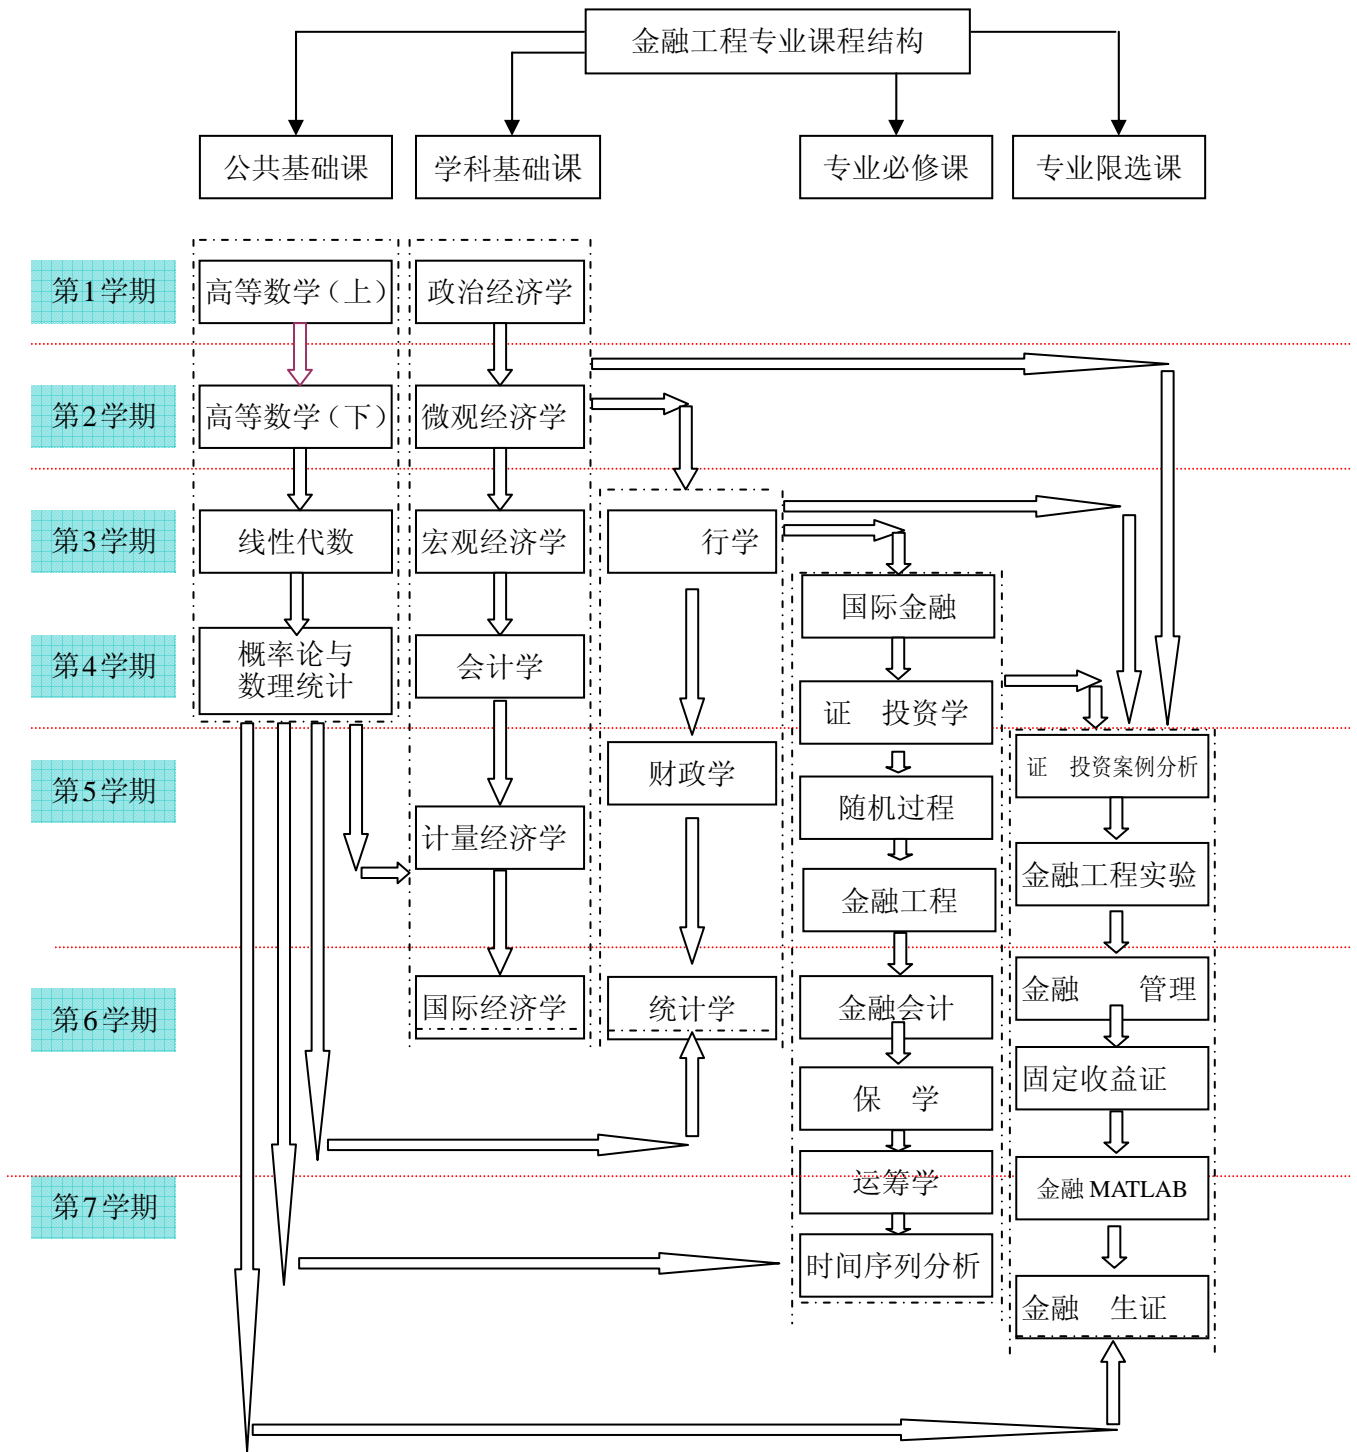 金融工程专业课程结构
公共基础课
学科基础课
专业必修课
专业限选课
第1学期
高等数学（上）
政治经济学
第2学期
高等数学（下）
微观经济学
第3学期
线性代数
宏观经济学
行学
国际金融
第4学期
概率论与
数理统计
会计学
证 投资学
第5学期
财政学
证 投资案例分析
随机过程
计量经济学
金融工程实验
金融工程
第6学期
国际经济学
统计学
金融会计
金融 管理
固定收益证
保 学
第7学期
运筹学
金融 MATLAB
时间序列分析
金融 生证